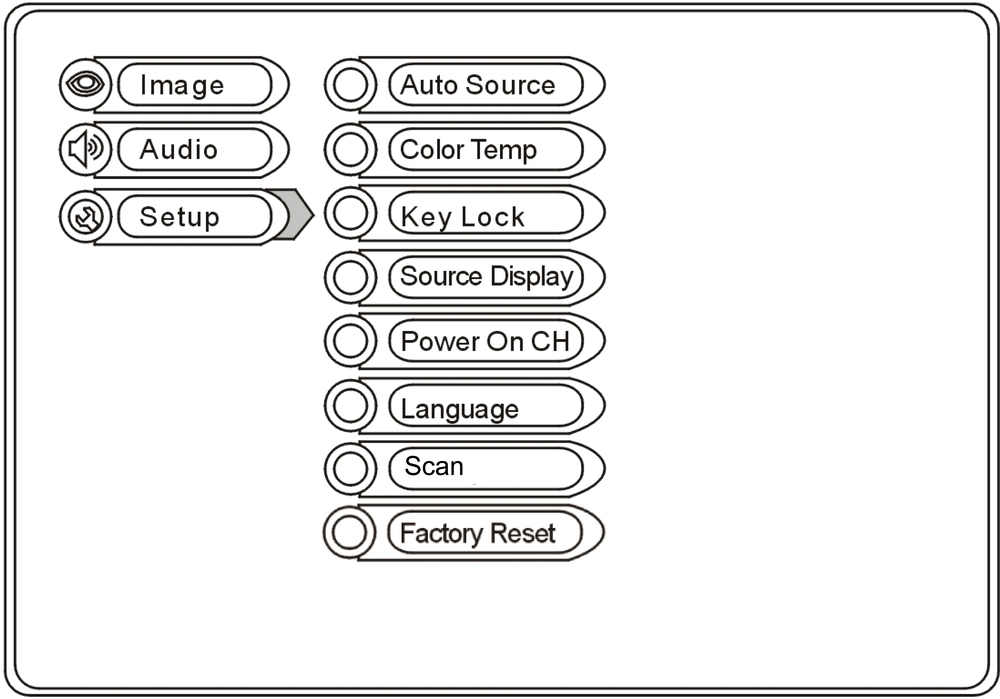 Image
Audio
Setup
Auto Source
Color Temp
Key Lock
Source Display
Power On CH
Language
Scan
Factory Reset